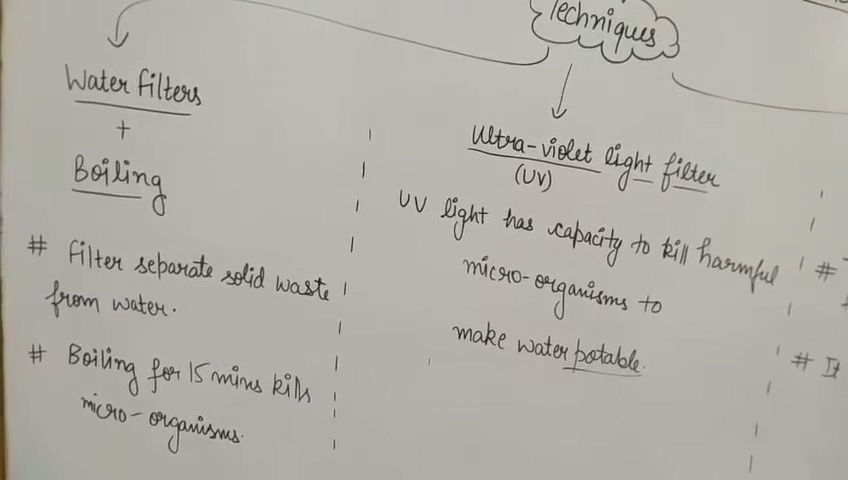 Techniques
Water Filters
+
Boiling
# Filter separate solid waste
from water.
# Boiling for 15 mins kills
micro-organisms.
Ultra-violet light filter
(UV)
UV light has capacity to kill harmful
micro-organisms to
make water potable.
#
# It